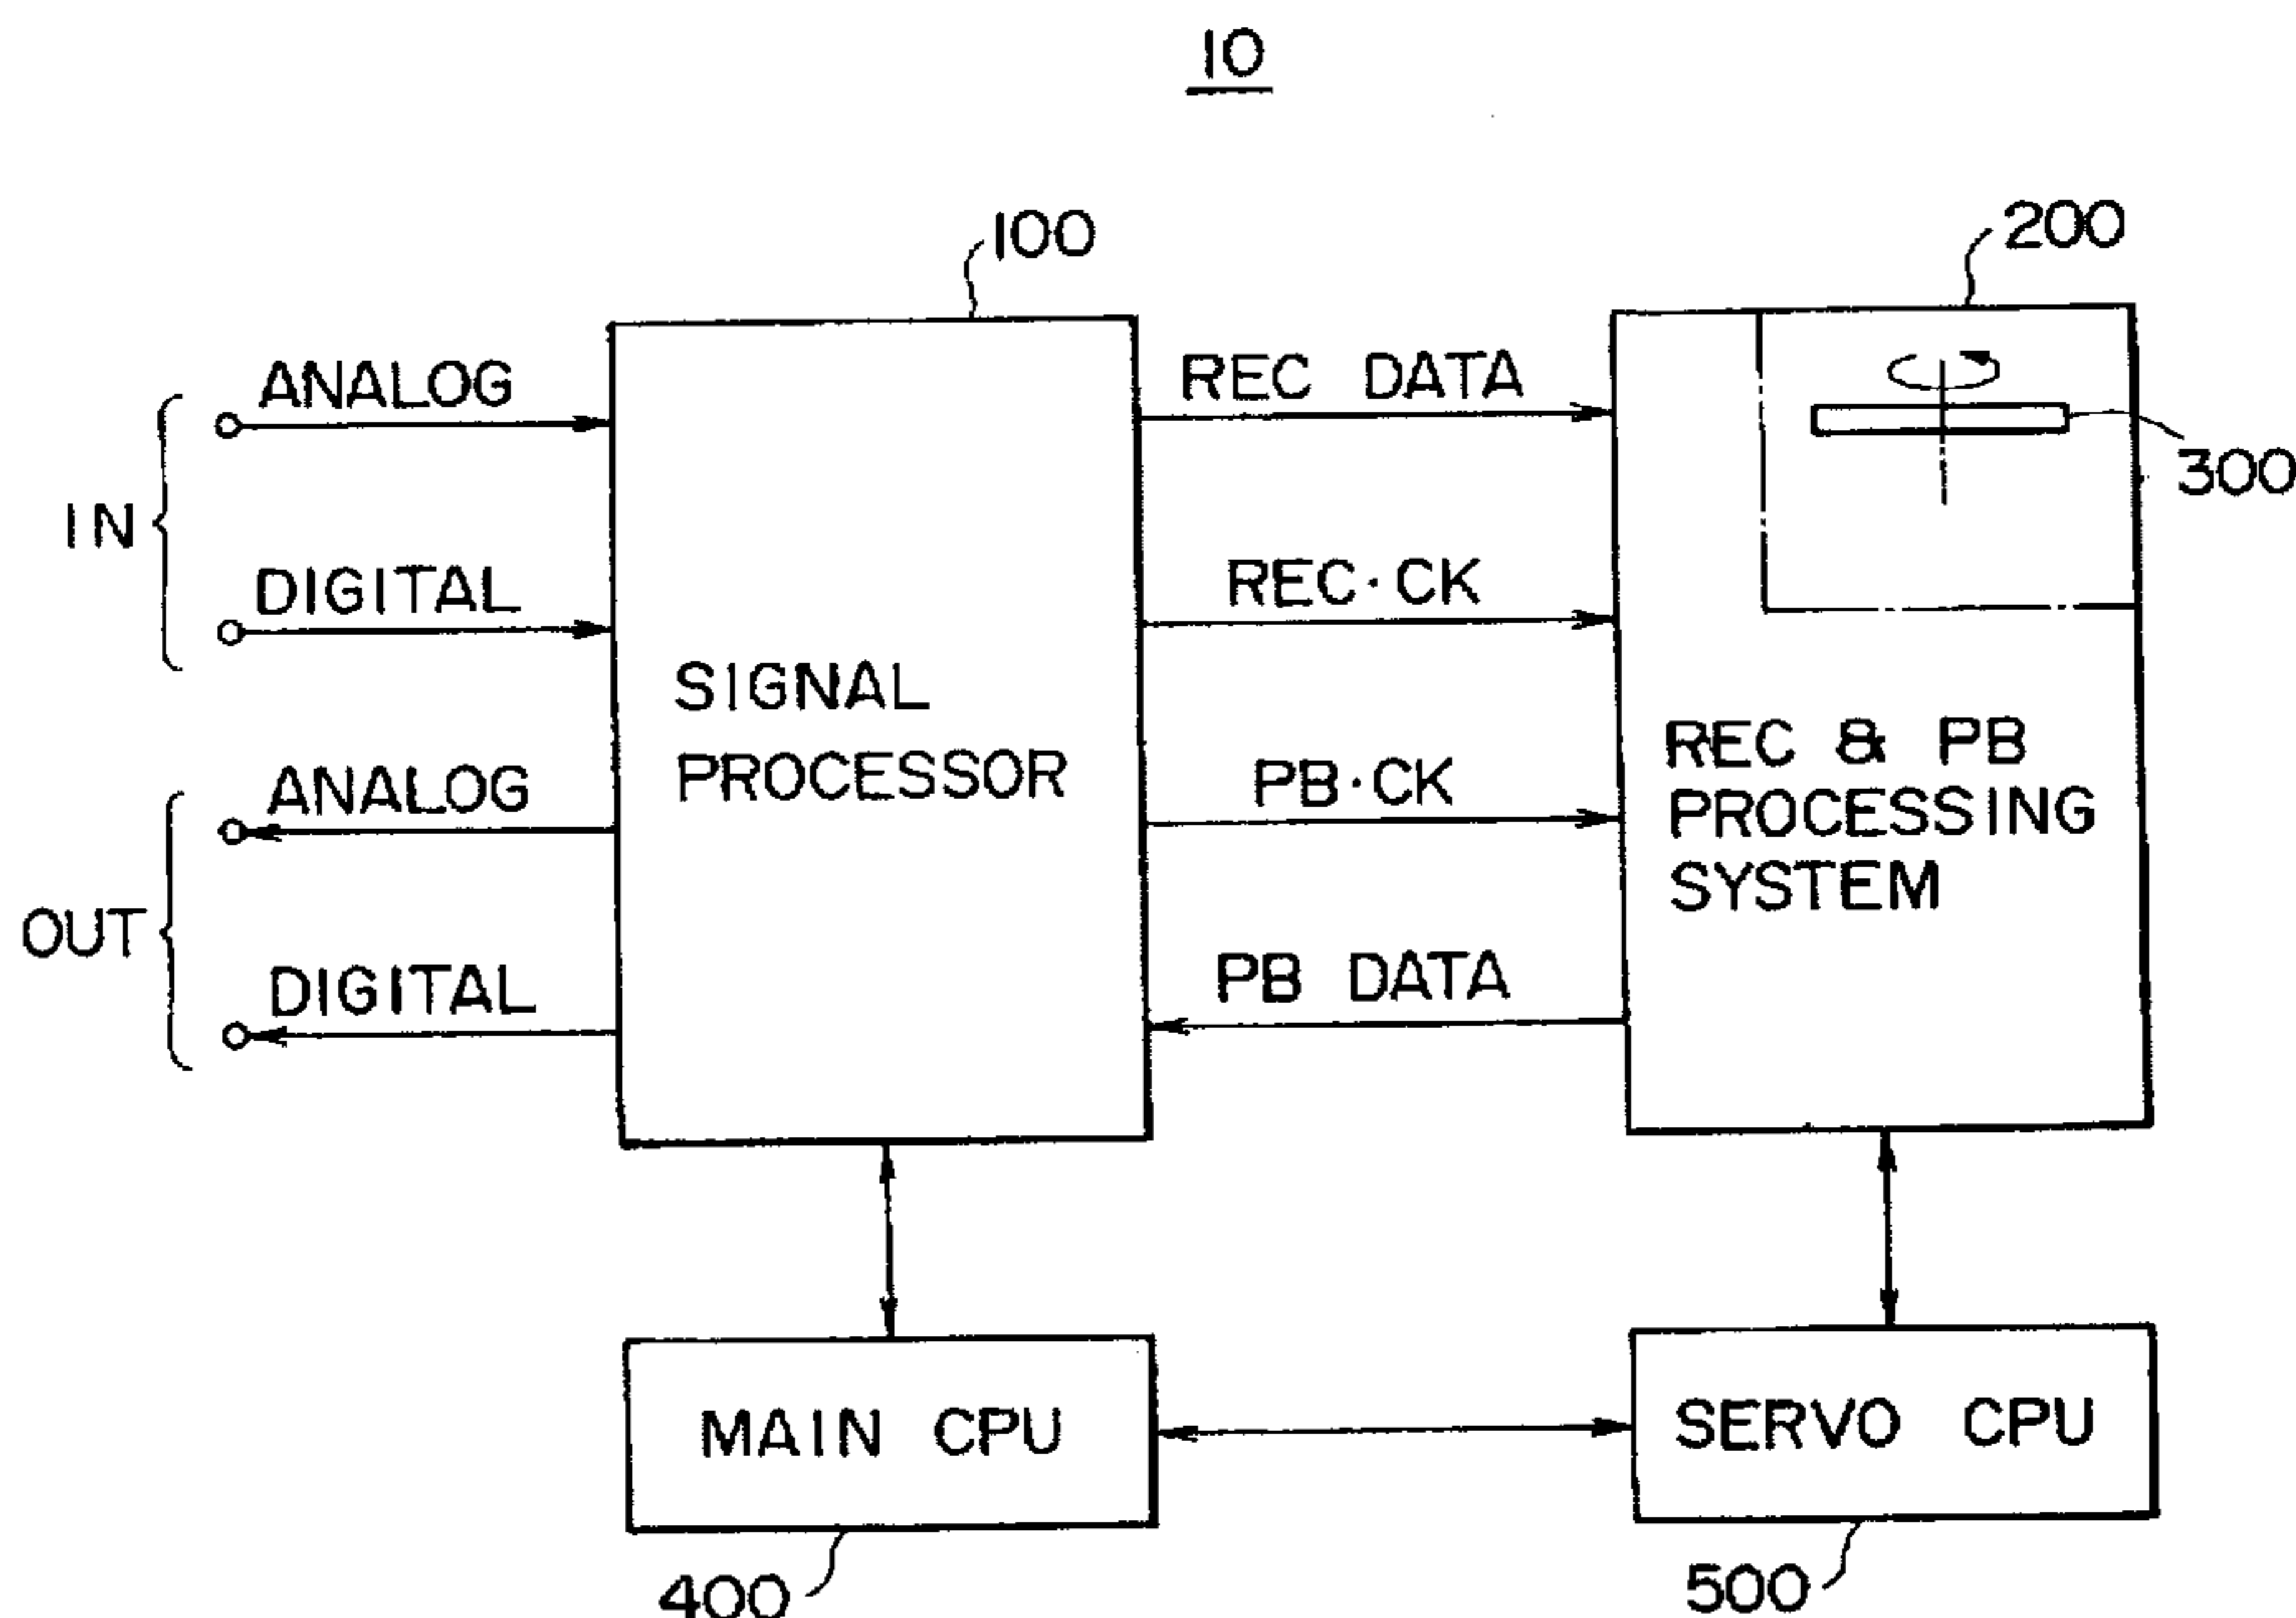 10
100
200
ANALOG
REC DATA
300
IN
DIGITAL
REC·CK
SIGNAL
PROCESSOR
REC & PB
PROCESSING
SYSTEM
ANALOG
PB·CK
OUT
DIGITAL
PB DATA
MAIN CPU
SERVO CPU
400
500